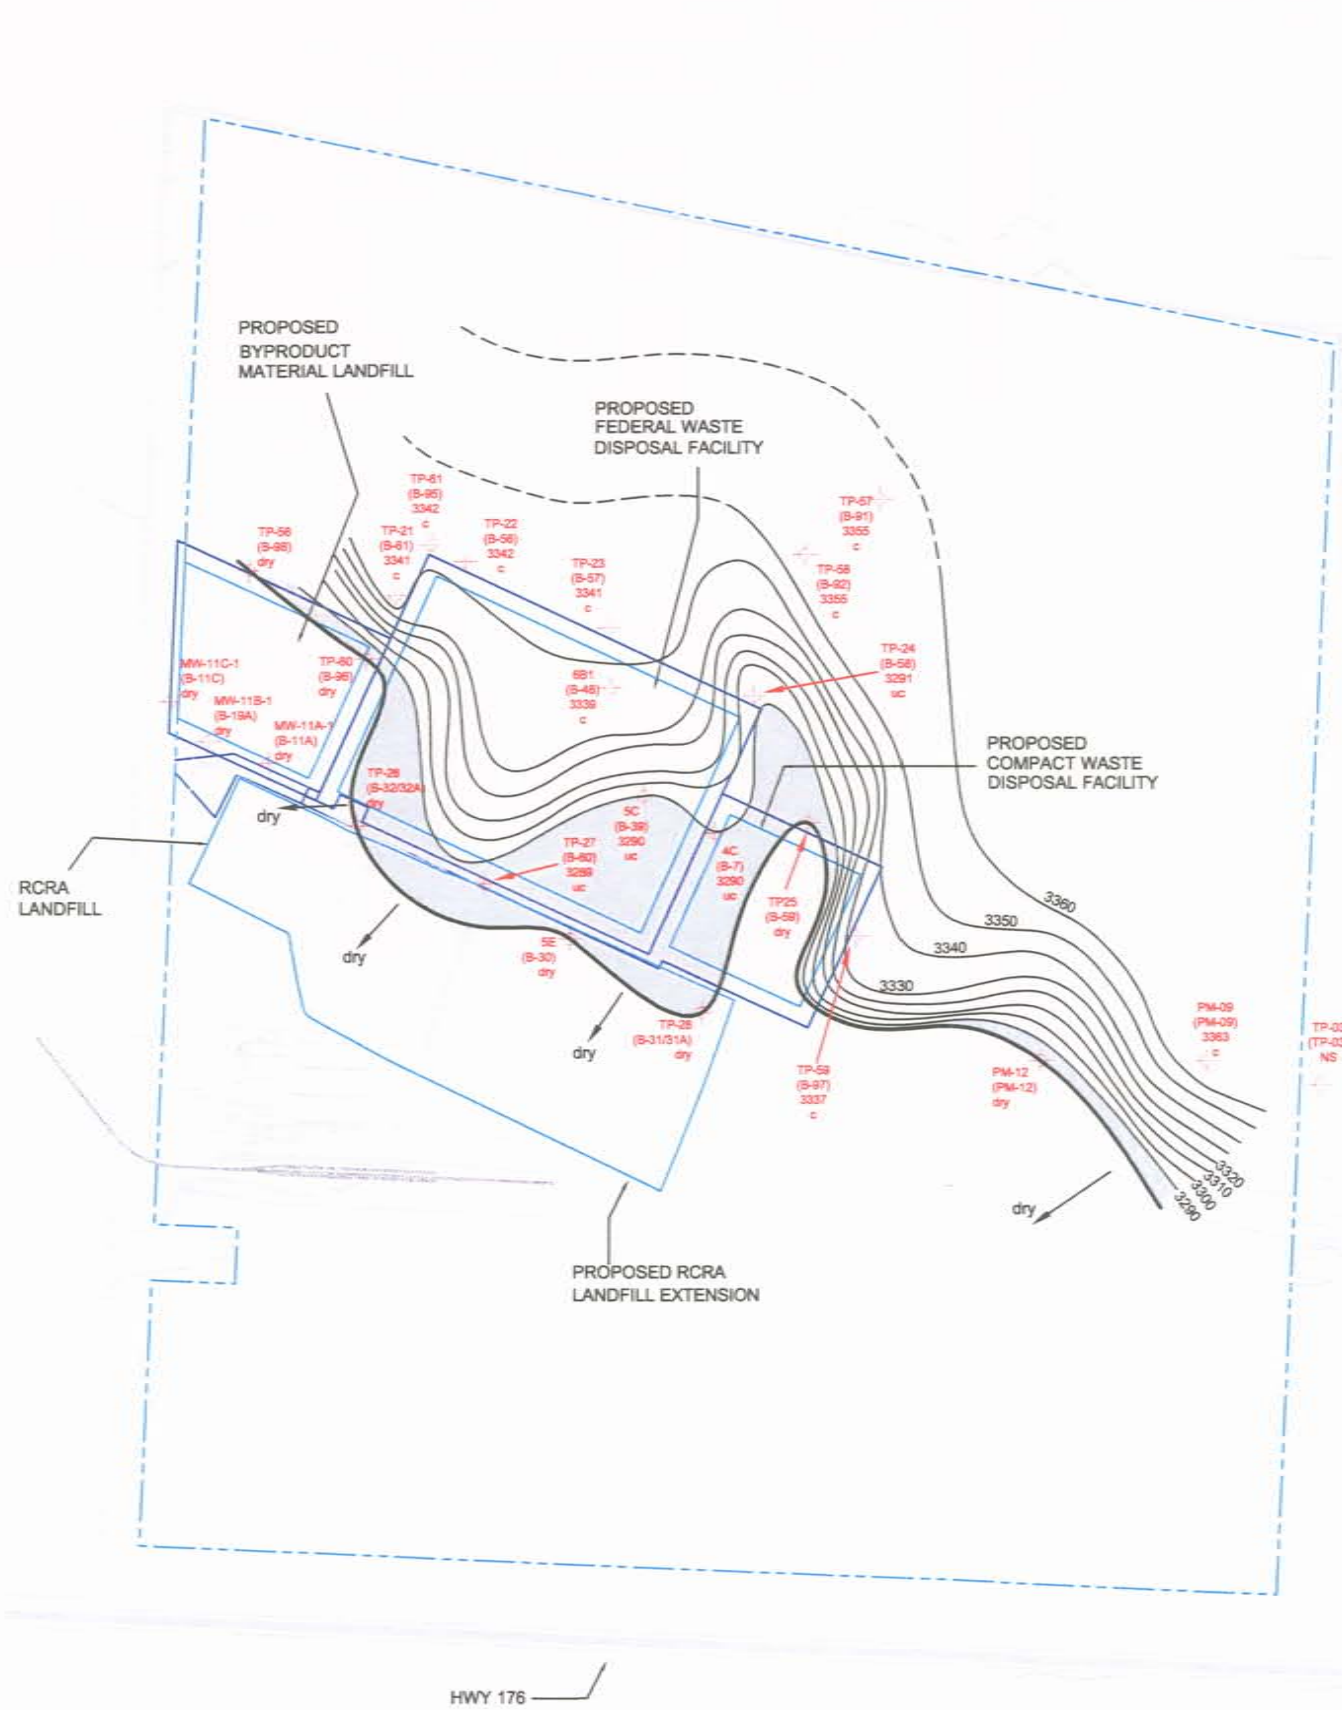 PROPOSED
BYPRODUCT
MATERIAL LANDFILL
PROPOSED
FEDERAL WASTE
DISPOSAL FACILITY
TP-61
(B-95)
3342
c
TP-57
(B-91)
3355
c
TP-56
(B-98)
dry
TP-21
(B-61)
3341
c
TP-22
(B-56)
3342
c
TP-23
(B-57)
3341
c
TP-58
(B-92)
3355
c
MW-11C-1
(B-11C)
dry
TP-60
(B-96)
dry
6B1
(B-48)
3339
c
TP-24
(B-58)
3291
uc
MW-11B-1
(B-19A)
dry
MW-11A-1
(B-11A)
dry
PROPOSED
COMPACT WASTE
DISPOSAL FACILITY
TP-26
(B-32/32A)
dry
dry
5C
(B-39)
3290
uc
TP-27
(B-60)
3289
uc
4C
(B-7)
3290
uc
TP25
(B-59)
dry
RCRA
LANDFILL
3360
3350
3340
3330
dry
5E
(B-30)
dry
TP-28
(B-31/31A)
dry
dry
PM-09
(PM-09)
3363
c
NS
TP-59
(B-97)
3337
c
PM-12
(PM-12)
dry
3320
3310
3300
3290
dry
PROPOSED RCRA
LANDFILL EXTENSION
HWY 176